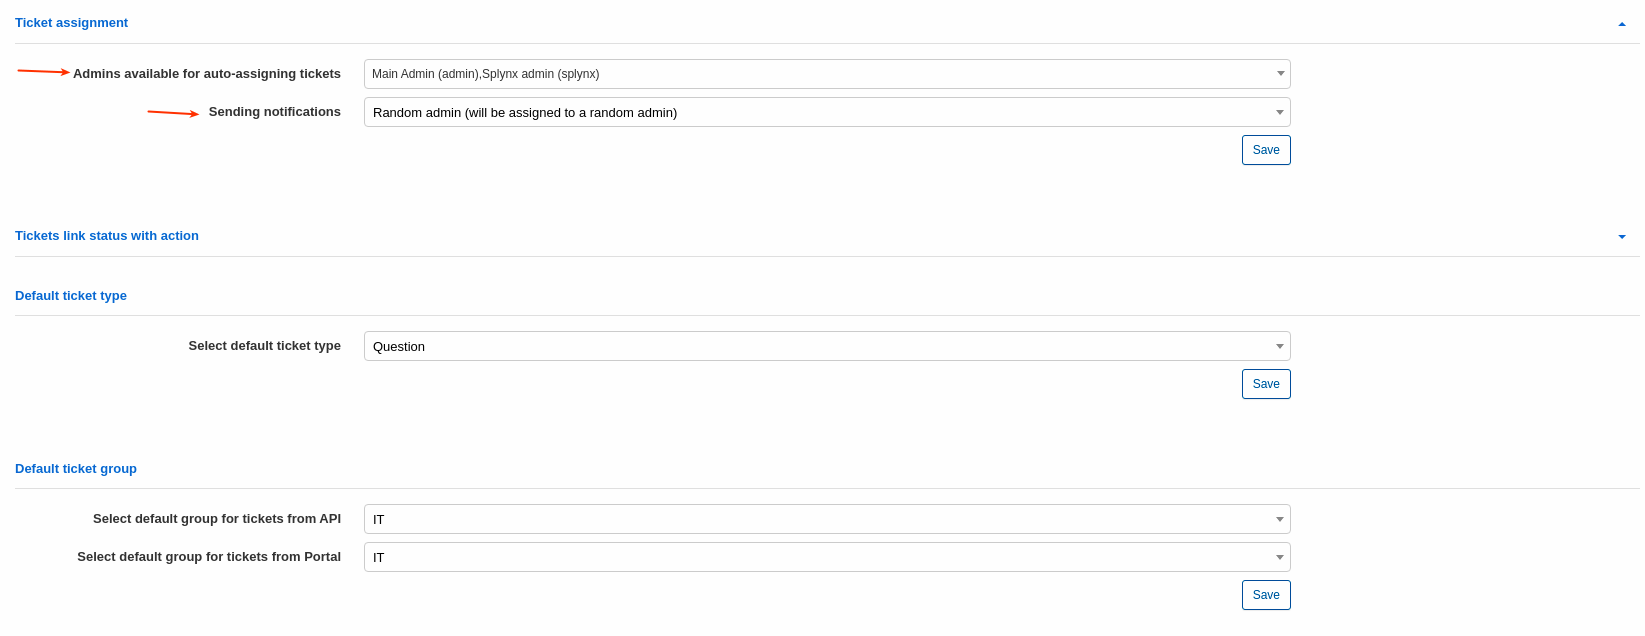 Ticket assignment
Admins available for auto-assigning tickets
Main Admin (admin),Splynx admin (splynx)
Sending notifications
Random admin (will be assigned to a random admin)
Save
Tickets link status with action
Default ticket type
Select default ticket type
Question
Save
Default ticket group
Select default group for tickets from API
IT
Select default group for tickets from Portal
IT
Save